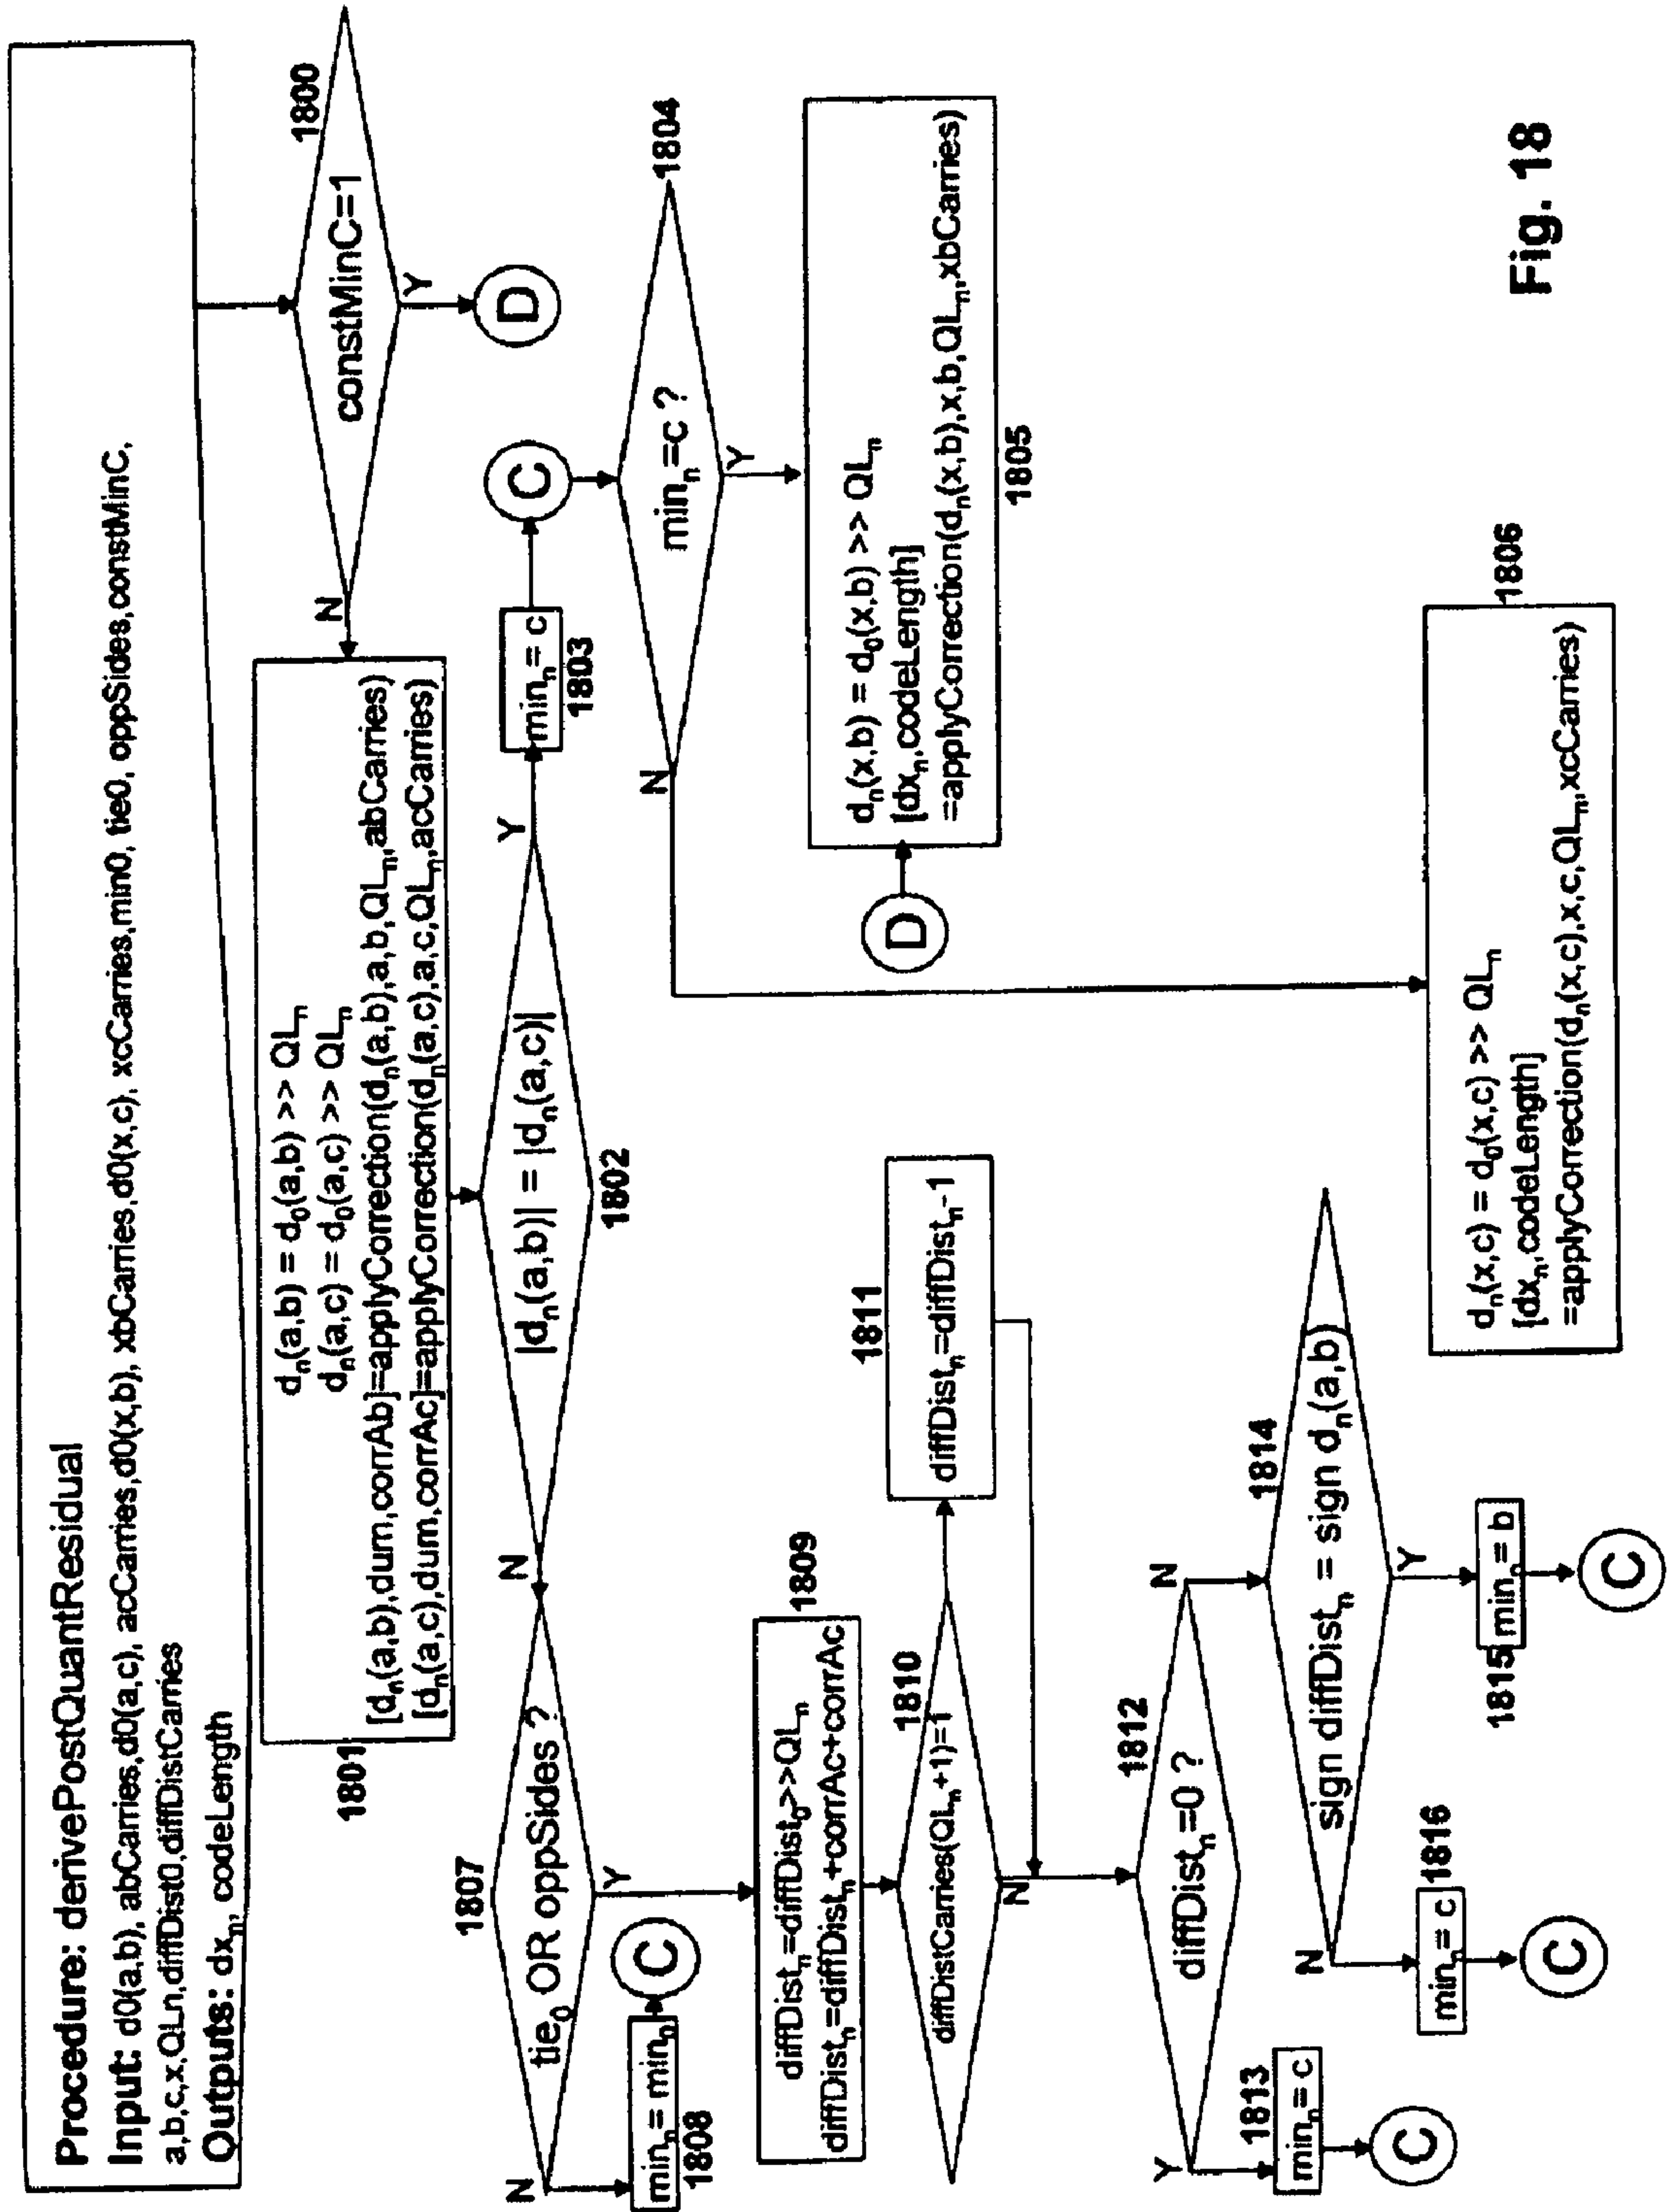 Procedure: derivePostQuantResidual
Input: d0(a,b), abCarries,d0(a,c), acCarries,d0(x,b), xbCarries,d0(x,c), xcCarries,min0, tie0, oppSides,constMinC,
a,b,c,x,QLn,diffDist0,diffDistCarries
Outputs: dxₙ, codeLength
constMinC=1
1800
Y
N
D
dₙ(a,b) = d₀(a,b) >> QLₙ
dₙ(a,c) = d₀(a,c) >> QLₙ
[dₙ(a,b),dum,corrAb]=applyCorrection(dₙ(a,b),a,b,QLₙ,abCarries)
[dₙ(a,c),dum,corrAc]=applyCorrection(dₙ(a,c),a,c,QLₙ,acCarries)
1801
|dₙ(a,b)| = |dₙ(a,c)|
1802
Y
N
minₙ= c
1803
C
minₙ=c ?
1804
Y
N
dₙ(x,b) = d₀(x,b) >> QLₙ
[dxₙ,codeLength]
=applyCorrection(dₙ(x,b),x,b,QLₙ,xbCarries)
1805
D
dₙ(x,c) = d₀(x,c) >> QLₙ
[dxₙ,codeLength]
=applyCorrection(dₙ(x,c),x,c,QLₙ,xcCarries)
1806
tie₀ OR oppSides ?
1807
N
Y
minₙ= minₙ
1808
C
diffDistₙ=diffDist₀>>QLₙ
diffDistₙ=diffDistₙ+corrAc+corrAc
1809
diffDistCarries(QLₙ+1)=1
1810
N
diffDistₙ=diffDistₙ-1
1811
diffDistₙ=0 ?
1812
Y
N
minₙ= c
1813
C
sign diffDistₙ = sign dₙ(a,b)
1814
Y
N
minₙ= b
1815
C
minₙ= c
1816
C
Fig. 18